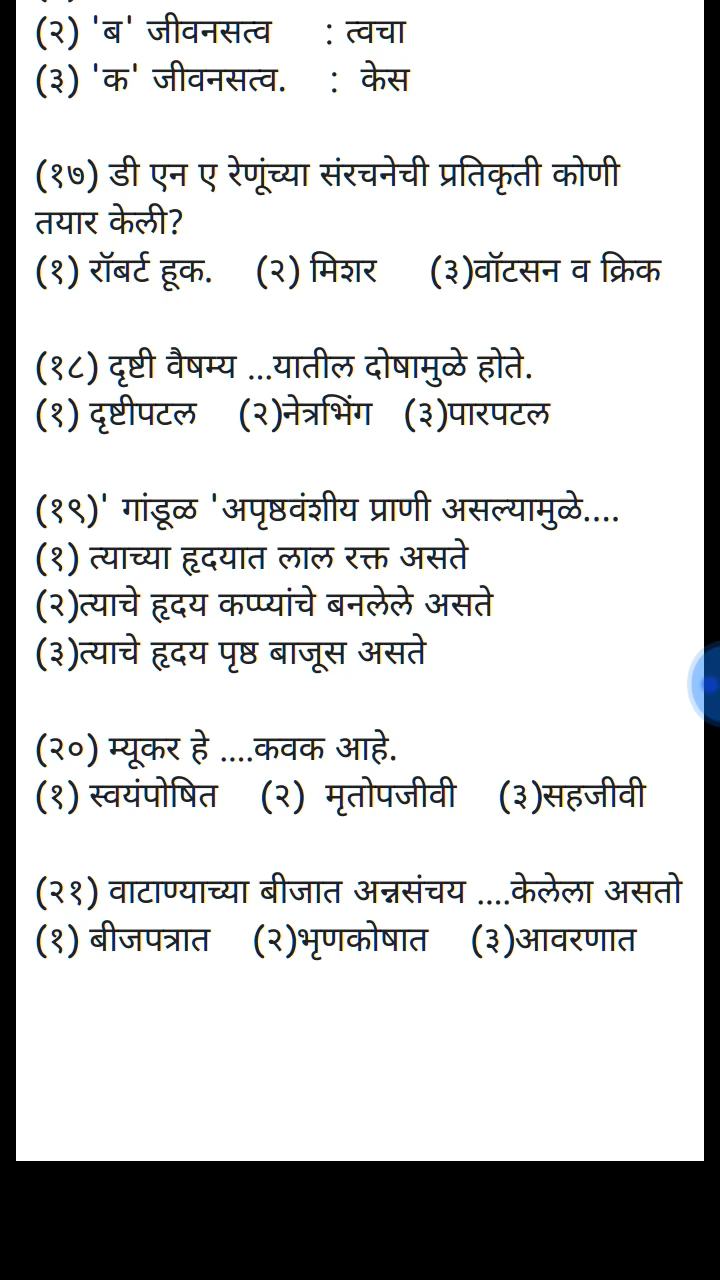 (२) 'ब' जीवनसत्व : त्वचा
(३) 'क' जीवनसत्व. : केस
(१७) डी एन ए रेणूंच्या संरचनेची प्रतिकृती कोणी
तयार केली?
(१) रॉबर्ट हूक. (२) मिशर (३)वॉटसन व क्रिक
(१८) दृष्टी वैषम्य ...यातील दोषामुळे होते.
(१) दृष्टीपटल (२)नेत्रभिंग (३)पारपटल
(१९)' गांडूळ 'अपृष्ठवंशीय प्राणी असल्यामुळे....
(१) त्याच्या हृदयात लाल रक्त असते
(२)त्याचे हृदय कप्प्यांचे बनलेले असते
(३)त्याचे हृदय पृष्ठ बाजूस असते
(२०) म्यूकर हे ....कवक आहे.
(१) स्वयंपोषित (२) मृतोपजीवी (३)सहजीवी
(२१) वाटाण्याच्या बीजात अन्नसंचय ....केलेला असतो
(१) बीजपत्रात (२)भृणकोषात (३)आवरणात